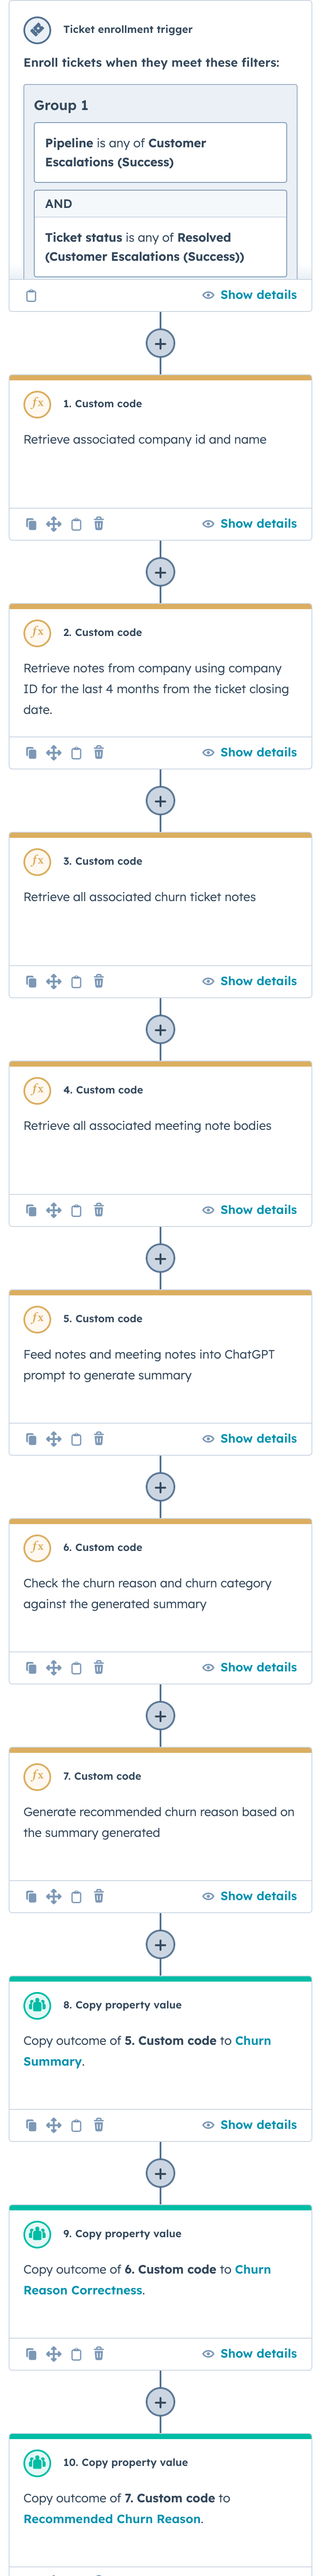 Ticket enrollment trigger
Enroll tickets when they meet these filters:
Group 1
Pipeline is any of Customer
Escalations (Success)
AND
Ticket status is any of Resolved
(Customer Escalations (Success))
Show details
1. Custom code
Retrieve associated company id and name
Show details
2. Custom code
Retrieve notes from company using company
ID for the last 4 months from the ticket closing
date.
Show details
3. Custom code
Retrieve all associated churn ticket notes
Show details
4. Custom code
Retrieve all associated meeting note bodies
Show details
5. Custom code
Feed notes and meeting notes into ChatGPT
prompt to generate summary
Show details
6. Custom code
Check the churn reason and churn category
against the generated summary
Show details
7. Custom code
Generate recommended churn reason based on
the summary generated
Show details
8. Copy property value
Copy outcome of 5. Custom code to Churn
Summary.
Show details
9. Copy property value
Copy outcome of 6. Custom code to Churn
Reason Correctness.
Show details
10. Copy property value
Copy outcome of 7. Custom code to
Recommended Churn Reason.